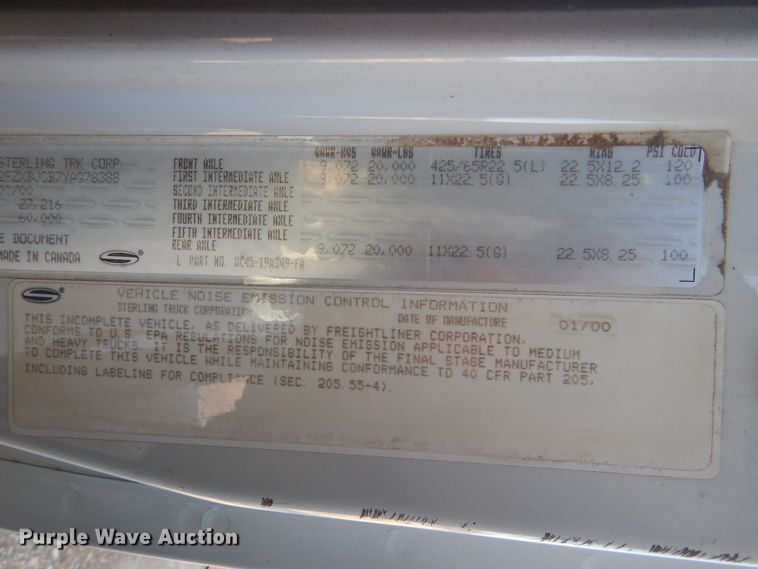 GAWR-KGS GAWR-LBS TIRES RIMS PSI COLD
STERLING TRK CORP FRONT AXLE 9,072 20,000 425/65R22.5(L) 22.5X12.2 120
FIRST INTERMEDIATE AXLE 9,072 20,000 11X22.5(G) 22.5X8.25 100
SECOND INTERMEDIATE AXLE
27,216 THIRD INTERMEDIATE AXLE
60,000 FOURTH INTERMEDIATE AXLE
FIFTH INTERMEDIATE AXLE
E DOCUMENT REAR AXLE 9,072 20,000 11X22.5(G) 22.5X8.25 100
MADE IN CANADA L PART NO. XC45-19A349-FA
VEHICLE NOISE EMISSION CONTROL INFORMATION
STERLING TRUCK CORPORATION DATE OF MANUFACTURE 01/00
THIS INCOMPLETE VEHICLE, AS DELIVERED BY FREIGHTLINER CORPORATION,
CONFORMS TO U.S. EPA REGULATIONS FOR NOISE EMISSION APPLICABLE TO MEDIUM
AND HEAVY TRUCKS. IT IS THE RESPONSIBILITY OF THE FINAL STAGE MANUFACTURER
TO COMPLETE THIS VEHICLE WHILE MAINTAINING CONFORMANCE TO 40 CFR PART 205,
INCLUDING LABELING FOR COMPLIANCE (SEC. 205.55-4).
Purple Wave Auction